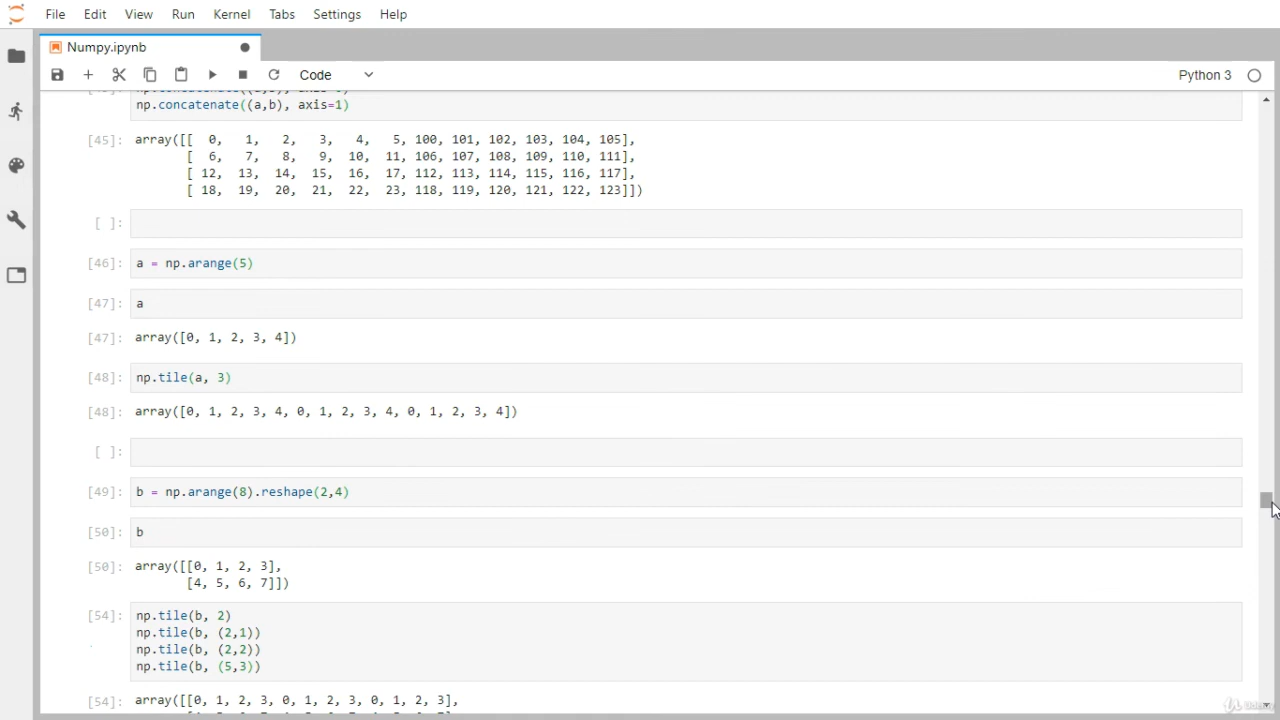 File Edit View Run Kernel Tabs Settings Help
Numpy.ipynb
Code
Python 3
np.concatenate((a,b), axis=1)
[45]: array([[ 0, 1, 2, 3, 4, 5, 100, 101, 102, 103, 104, 105],
[ 6, 7, 8, 9, 10, 11, 106, 107, 108, 109, 110, 111],
[ 12, 13, 14, 15, 16, 17, 112, 113, 114, 115, 116, 117],
[ 18, 19, 20, 21, 22, 23, 118, 119, 120, 121, 122, 123]])
[ ]:
[46]: a = np.arange(5)
[47]: a
[47]: array([0, 1, 2, 3, 4])
[48]: np.tile(a, 3)
[48]: array([0, 1, 2, 3, 4, 0, 1, 2, 3, 4, 0, 1, 2, 3, 4])
[ ]:
[49]: b = np.arange(8).reshape(2,4)
[50]: b
[50]: array([[0, 1, 2, 3],
[4, 5, 6, 7]])
[54]: np.tile(b, 2)
np.tile(b, (2,1))
np.tile(b, (2,2))
np.tile(b, (5,3))
[54]: array([[0, 1, 2, 3, 0, 1, 2, 3, 0, 1, 2, 3],